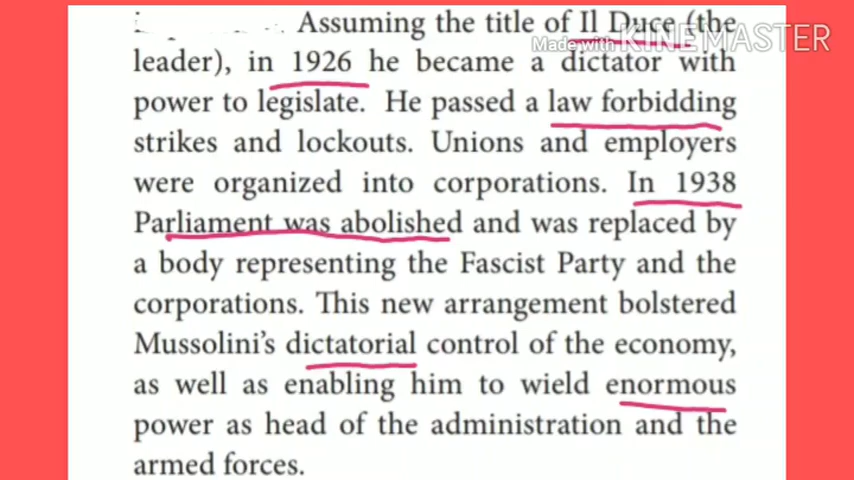 Assuming the title of Il Duce (the
Made with KINEMASTER
leader), in 1926 he became a dictator with
power to legislate. He passed a law forbidding
strikes and lockouts. Unions and employers
were organized into corporations. In 1938
Parliament was abolished and was replaced by
a body representing the Fascist Party and the
corporations. This new arrangement bolstered
Mussolini's dictatorial control of the economy,
as well as enabling him to wield enormous
power as head of the administration and the
armed forces.